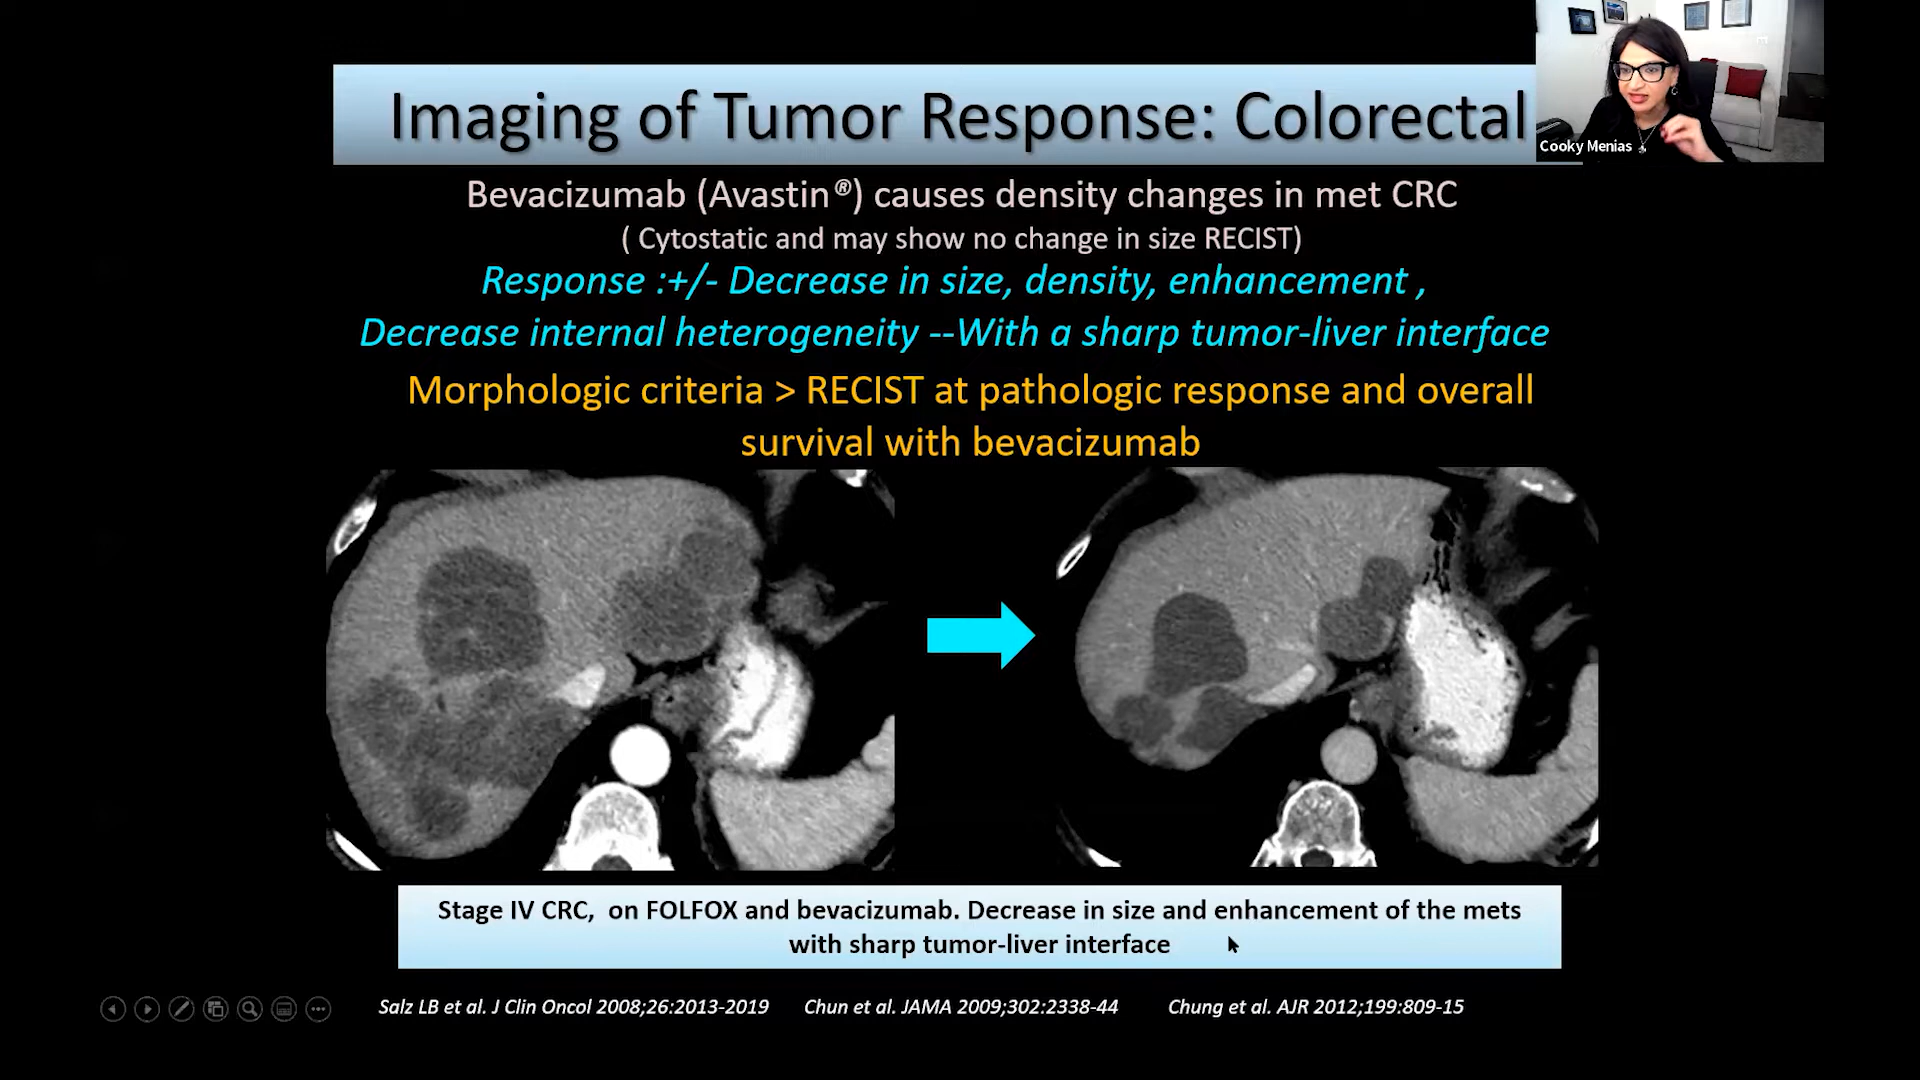 Imaging of Tumor Response: Colorectal
Cooky Menias
Bevacizumab (Avastin®) causes density changes in met CRC
( Cytostatic and may show no change in size RECIST)
Response :+/- Decrease in size, density, enhancement ,
Decrease internal heterogeneity --With a sharp tumor-liver interface
Morphologic criteria > RECIST at pathologic response and overall
survival with bevacizumab
Stage IV CRC, on FOLFOX and bevacizumab. Decrease in size and enhancement of the mets
with sharp tumor-liver interface
Salz LB et al. J Clin Oncol 2008;26:2013-2019 Chun et al. JAMA 2009;302:2338-44 Chung et al. AJR 2012;199:809-15